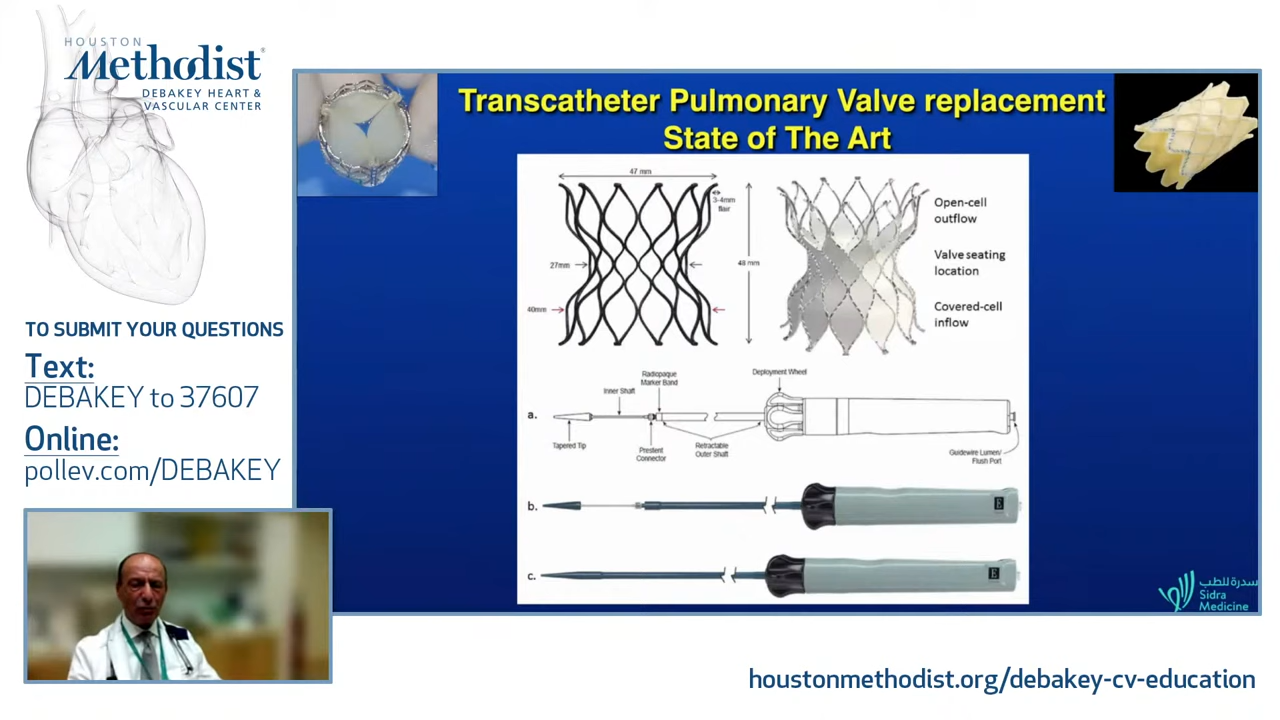 HOUSTON
Methodist®
DEBAKEY HEART &
VASCULAR CENTER
TO SUBMIT YOUR QUESTIONS
Text:
DEBAKEY to 37607
Online:
pollev.com/DEBAKEY
Transcatheter Pulmonary Valve replacement
State of The Art
47 mm
3-4mm
flair
27mm
48 mm
40mm
Open-cell
outflow
Valve seating
location
Covered-cell
inflow
a.
Tapered Tip
Inner Shaft
Radiopaque
Marker Band
Prestent
Connector
Retractable
Outer Shaft
Deployment Wheel
Guidewire Lumen/
Flush Port
b.
E
c.
E
سدرة للطب
Sidra
Medicine
houstonmethodist.org/debakey-cv-education